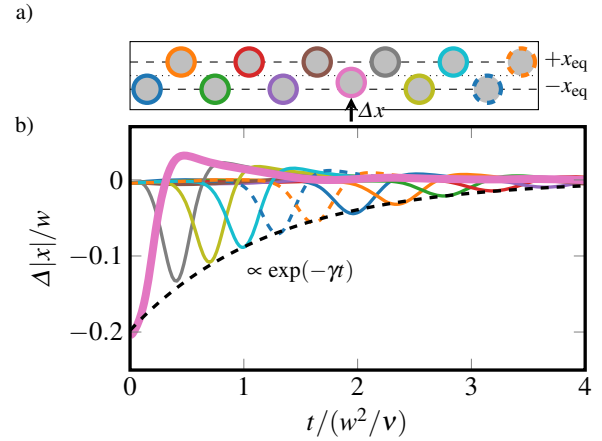 a)
+x_eq
−x_eq
Δx
b)
0
−0.1
−0.2
Δ|x|/w
∝ exp(−γt)
0 1 2 3 4
t/(w²/ν)